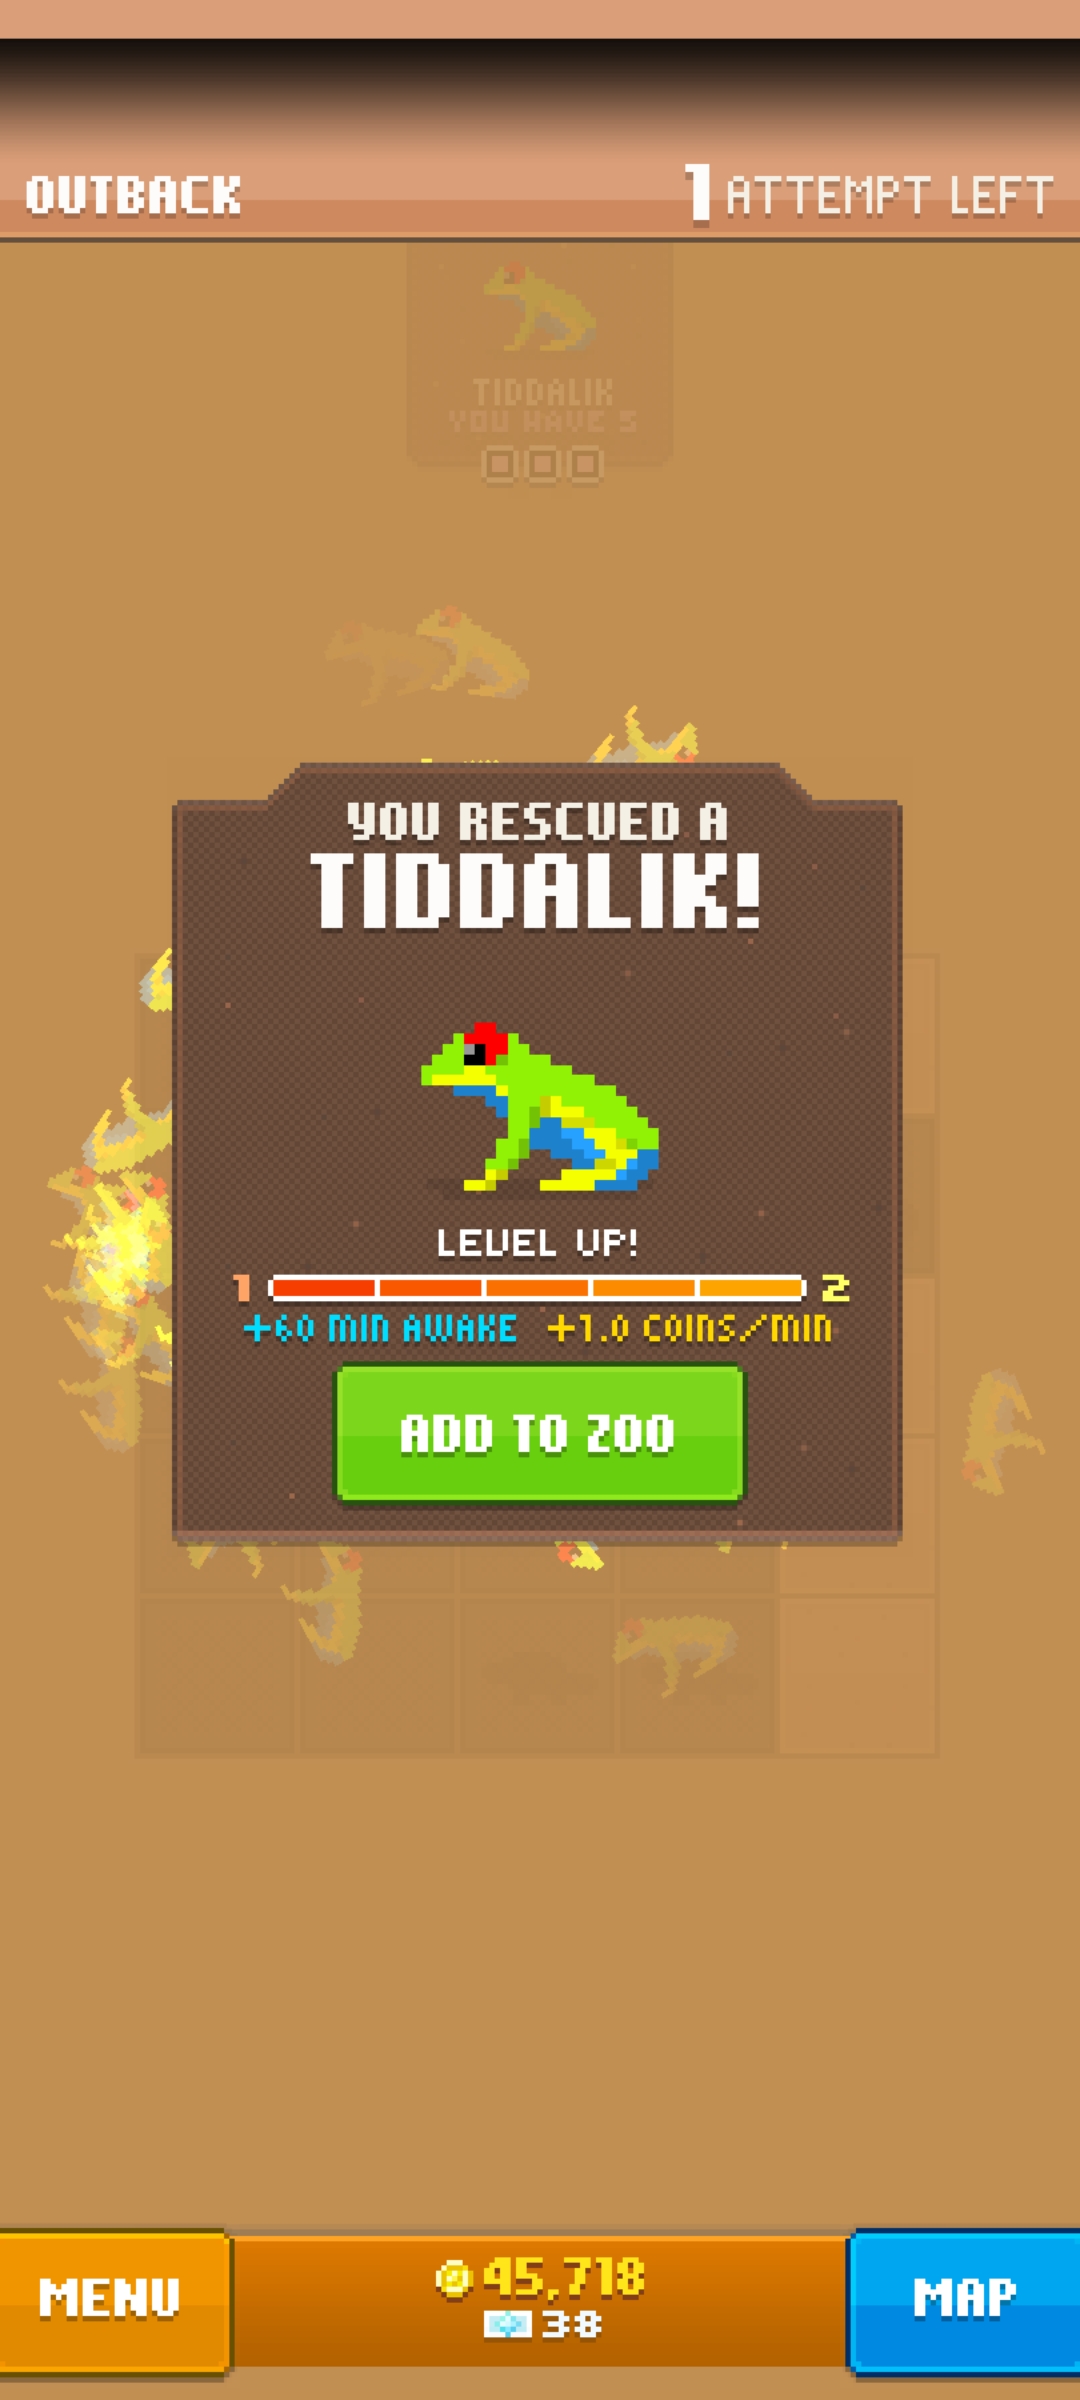 OUTBACK
1 ATTEMPT LEFT
TIDDALIK
YOU HAVE 5
YOU RESCUED A
TIDDALIK!
LEVEL UP!
1 2
+60 MIN AWAKE +1.0 COINS/MIN
ADD TO ZOO
MENU
45,718
38
MAP